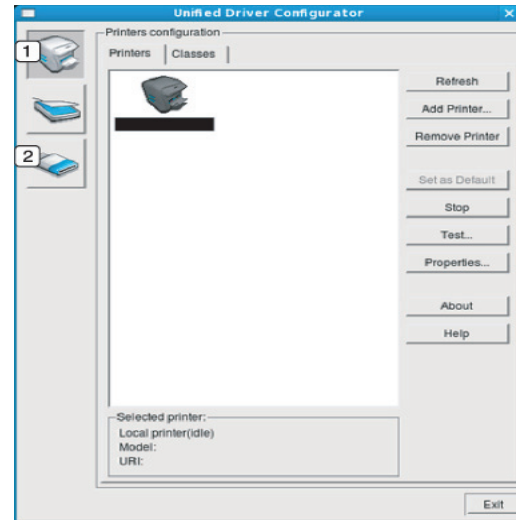 Unified Driver Configurator
1
2
Printers configuration
Printers Classes
Refresh
Add Printer...
Remove Printer
Set as Default
Stop
Test...
Properties...
About
Help
Selected printer:
Local printer(idle)
Model:
URI:
Exit